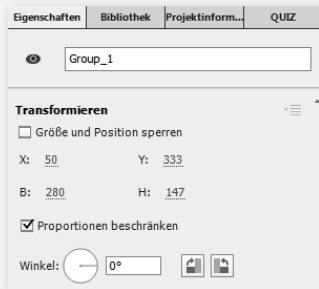 Eigenschaften Bibliothek Projektinform... QUIZ
Group_1
Transformieren
Größe und Position sperren
X: 50 Y: 333
B: 280 H: 147
Proportionen beschränken
Winkel: 0°